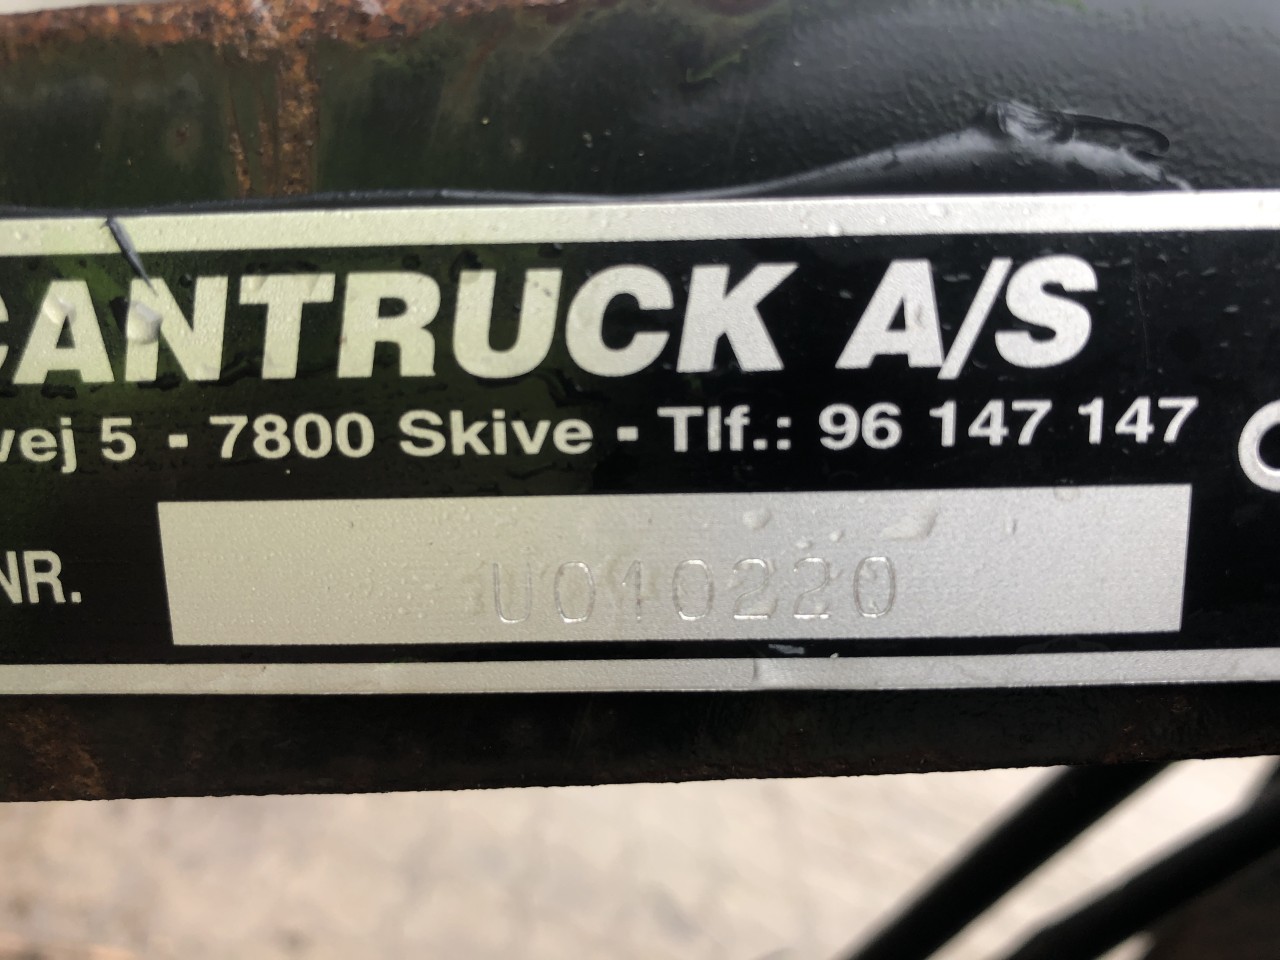 CANTRUCK A/S
vej 5 - 7800 Skive - Tlf.: 96 147 147
NR. U010220